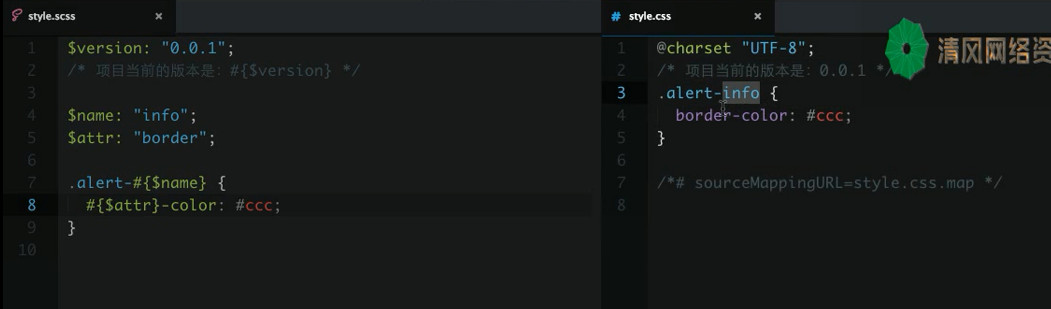 style.scss
1 $version: "0.0.1";
2 /* 项目当前的版本是: #{$version} */
3
4 $name: "info";
5 $attr: "border";
6
7 .alert-#{$name} {
8 #{$attr}-color: #ccc;
9 }
10
style.css
1 @charset "UTF-8";
2 /* 项目当前的版本是: 0.0.1 */
3 .alert-info {
4 border-color: #ccc;
5 }
6
7 /*# sourceMappingURL=style.css.map */
8
清风网络资